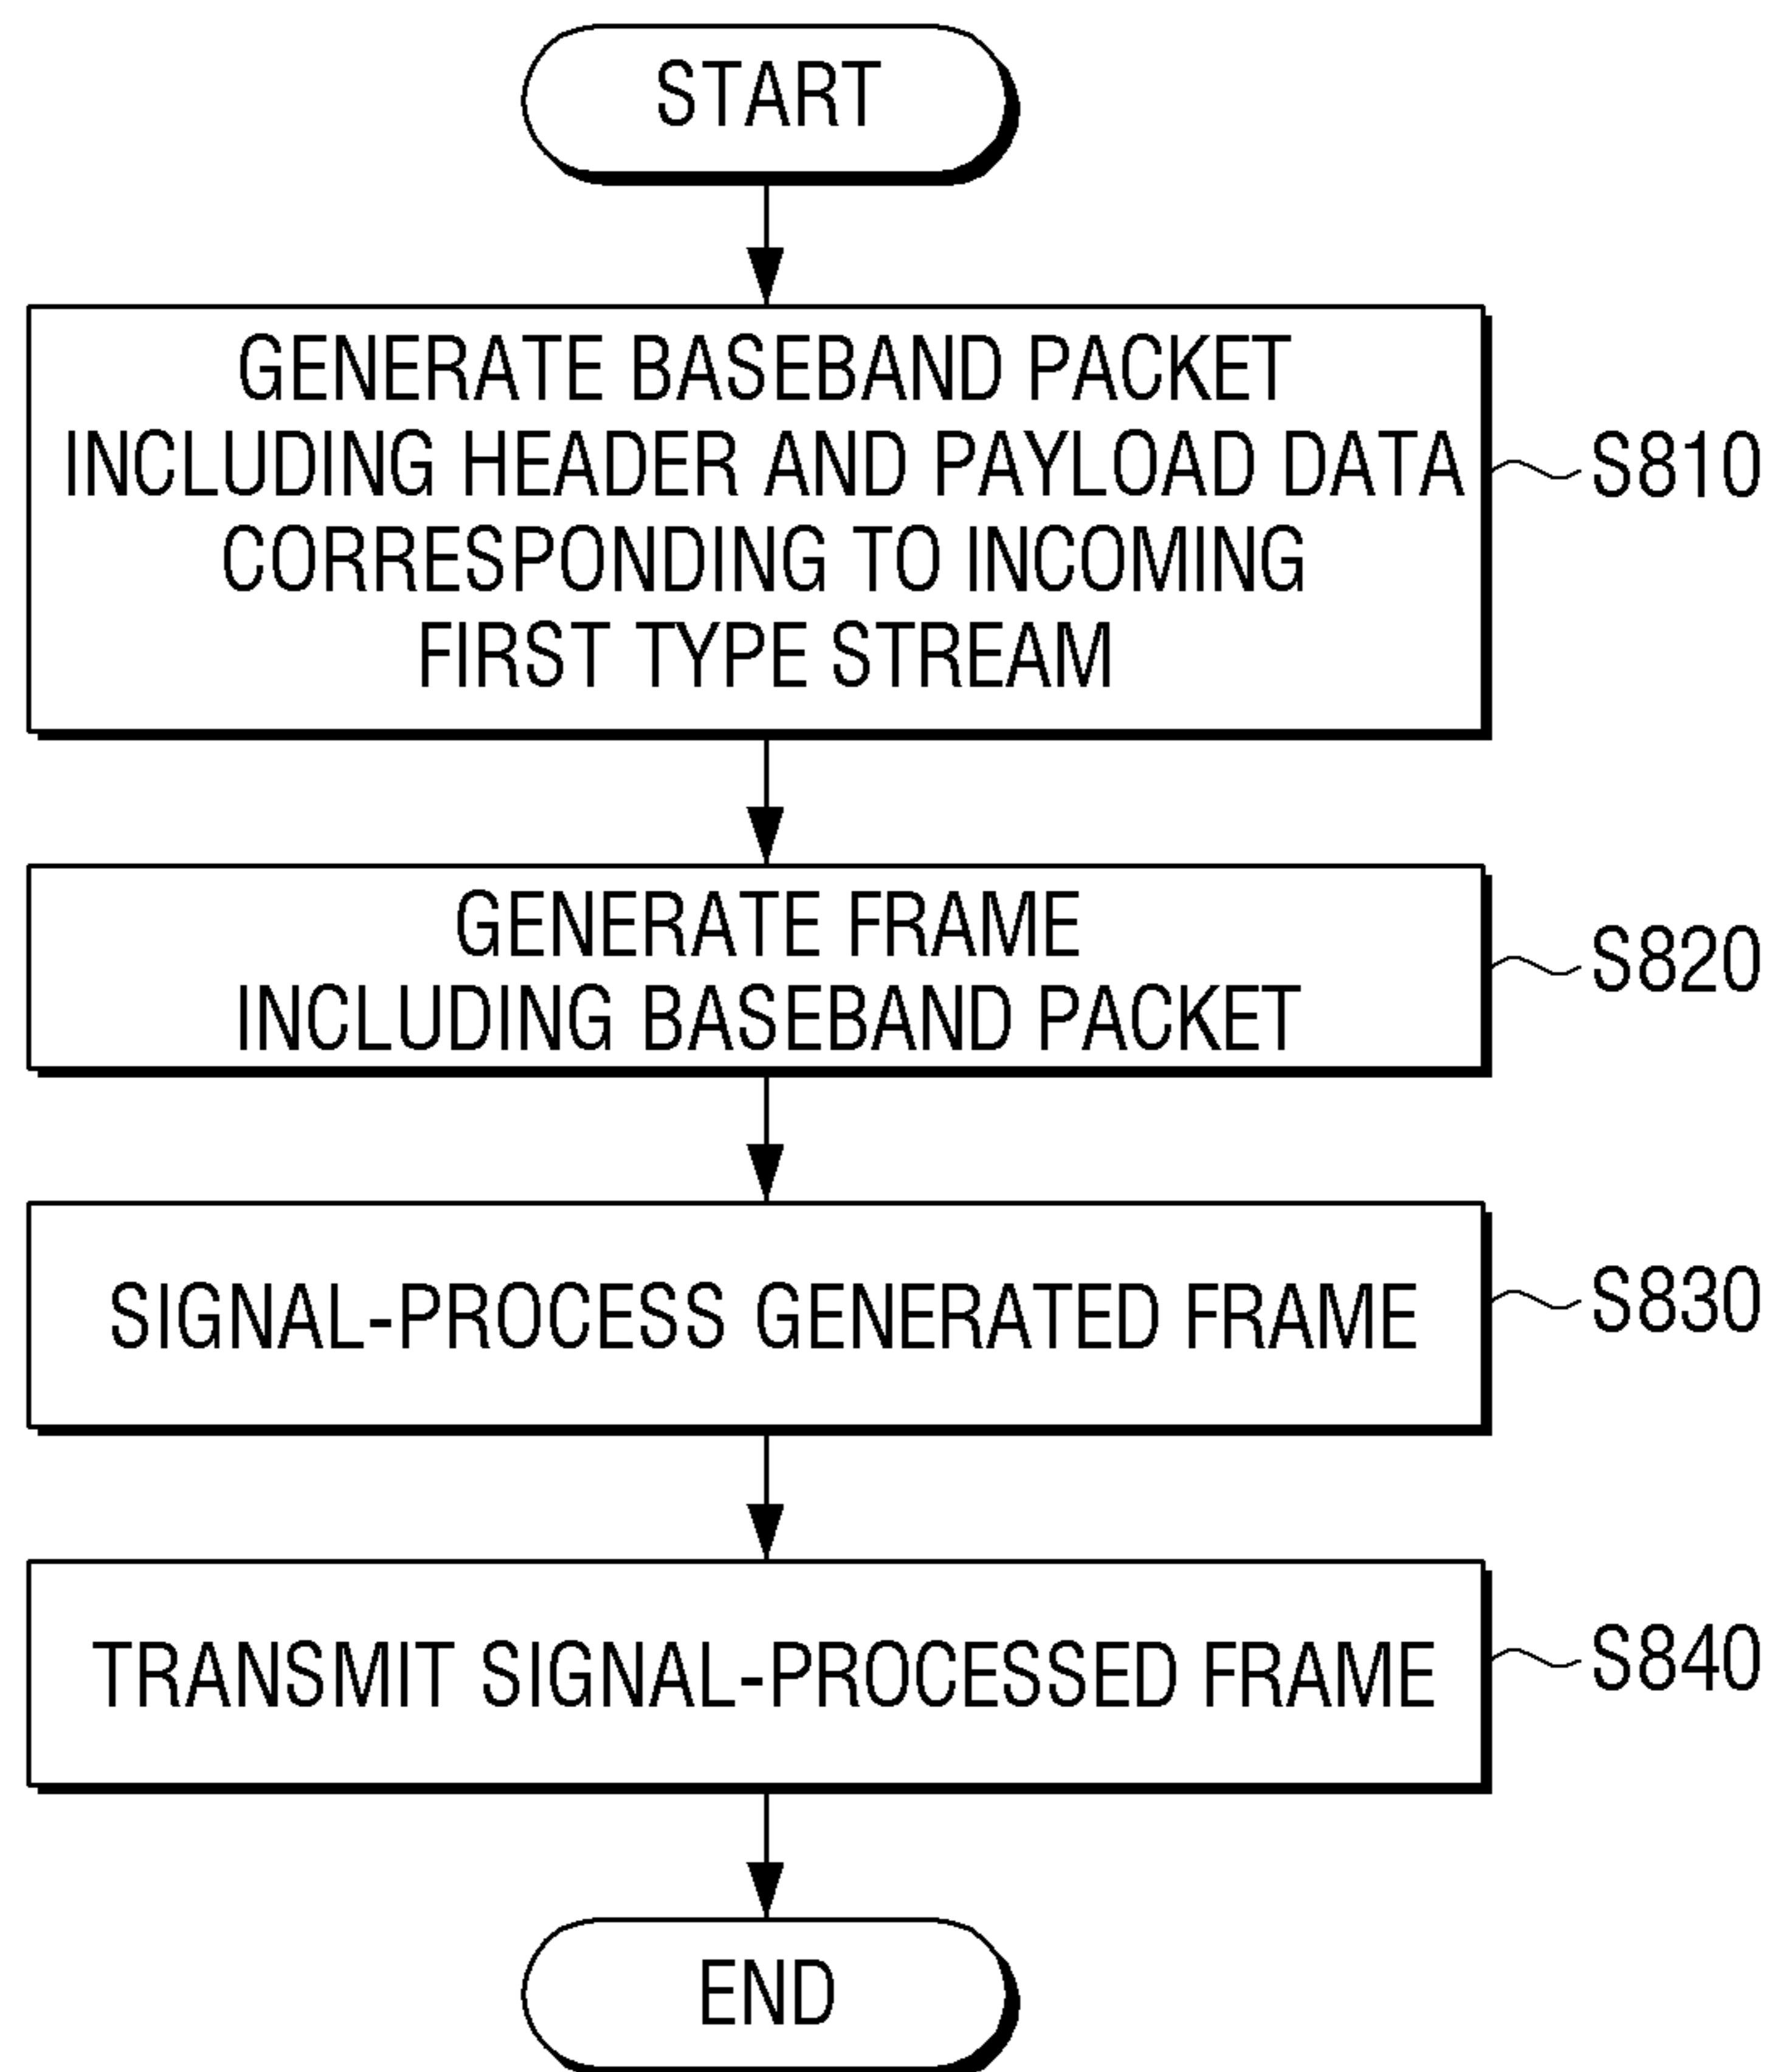 START
GENERATE BASEBAND PACKET
INCLUDING HEADER AND PAYLOAD DATA
CORRESPONDING TO INCOMING
FIRST TYPE STREAM
S810
GENERATE FRAME
INCLUDING BASEBAND PACKET
S820
SIGNAL-PROCESS GENERATED FRAME
S830
TRANSMIT SIGNAL-PROCESSED FRAME
S840
END